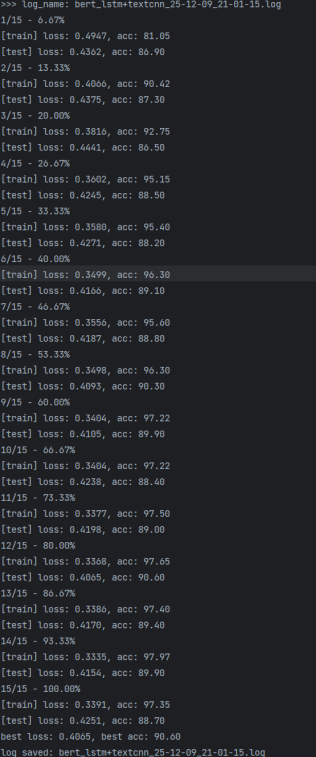 >>> log_name: bert_lstm+textcnn_25-12-09_21-01-15.log
1/15 - 6.67%
[train] loss: 0.4947, acc: 81.05
[test] loss: 0.4362, acc: 86.90
2/15 - 13.33%
[train] loss: 0.4066, acc: 90.42
[test] loss: 0.4375, acc: 87.30
3/15 - 20.00%
[train] loss: 0.3816, acc: 92.75
[test] loss: 0.4441, acc: 86.50
4/15 - 26.67%
[train] loss: 0.3602, acc: 95.15
[test] loss: 0.4245, acc: 88.50
5/15 - 33.33%
[train] loss: 0.3580, acc: 95.40
[test] loss: 0.4271, acc: 88.20
6/15 - 40.00%
[train] loss: 0.3499, acc: 96.30
[test] loss: 0.4166, acc: 89.10
7/15 - 46.67%
[train] loss: 0.3556, acc: 95.60
[test] loss: 0.4187, acc: 88.80
8/15 - 53.33%
[train] loss: 0.3498, acc: 96.30
[test] loss: 0.4093, acc: 90.30
9/15 - 60.00%
[train] loss: 0.3404, acc: 97.22
[test] loss: 0.4105, acc: 89.90
10/15 - 66.67%
[train] loss: 0.3404, acc: 97.22
[test] loss: 0.4238, acc: 88.40
11/15 - 73.33%
[train] loss: 0.3377, acc: 97.50
[test] loss: 0.4198, acc: 89.00
12/15 - 80.00%
[train] loss: 0.3368, acc: 97.65
[test] loss: 0.4065, acc: 90.60
13/15 - 86.67%
[train] loss: 0.3386, acc: 97.40
[test] loss: 0.4170, acc: 89.40
14/15 - 93.33%
[train] loss: 0.3335, acc: 97.97
[test] loss: 0.4154, acc: 89.90
15/15 - 100.00%
[train] loss: 0.3391, acc: 97.35
[test] loss: 0.4251, acc: 88.70
best loss: 0.4065, best acc: 90.60
log saved: bert_lstm+textcnn_25-12-09_21-01-15.log